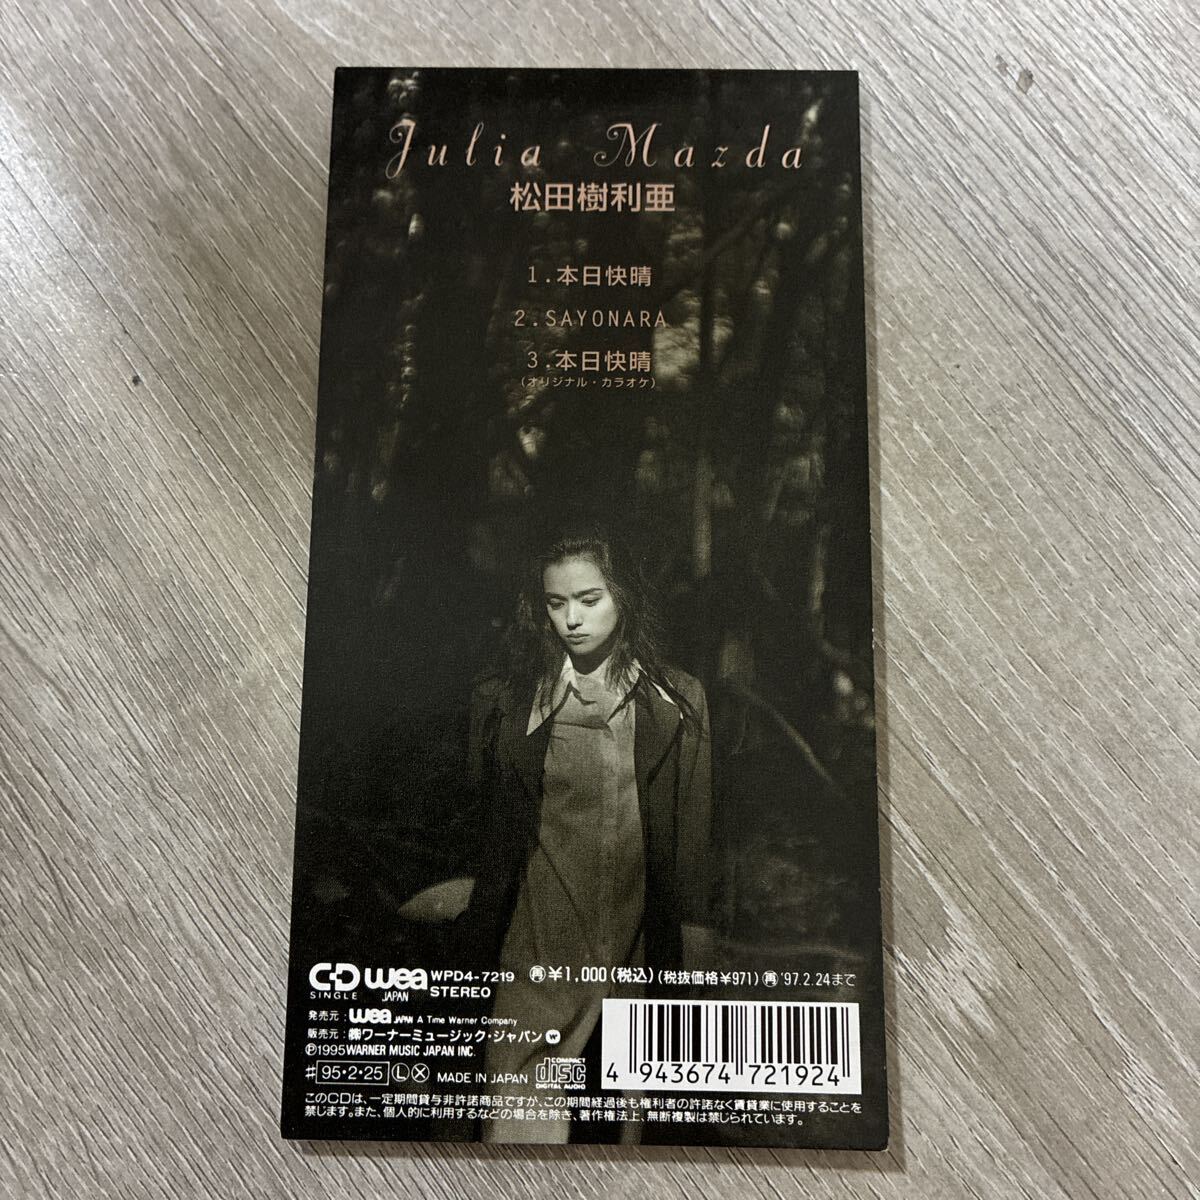 Julia Mazda
松田樹利亜
1.本日快晴
2.SAYONARA
3.本日快晴
(オリジナル・カラオケ)
CD SINGLE wea JAPAN WPD4-7219 STEREO 再¥1,000(税込)(税抜価格¥971) 再'97.2.24まで
発売元:wea JAPAN A Time Warner Company
販売元:㈱ワーナーミュージック・ジャパン
Ⓟ1995 WARNER MUSIC JAPAN INC.
♯95・2・25 Ⓛ Ⓧ MADE IN JAPAN COMPACT disc DIGITAL AUDIO
4 943674 721924
このCDは、一定期間貸与非許諾商品ですが、この期間経過後も権利者の許諾なく賃貸業に使用することを
禁じます。また、個人的に利用するなどの場合を除き、著作権法上、無断複製は禁じられています。